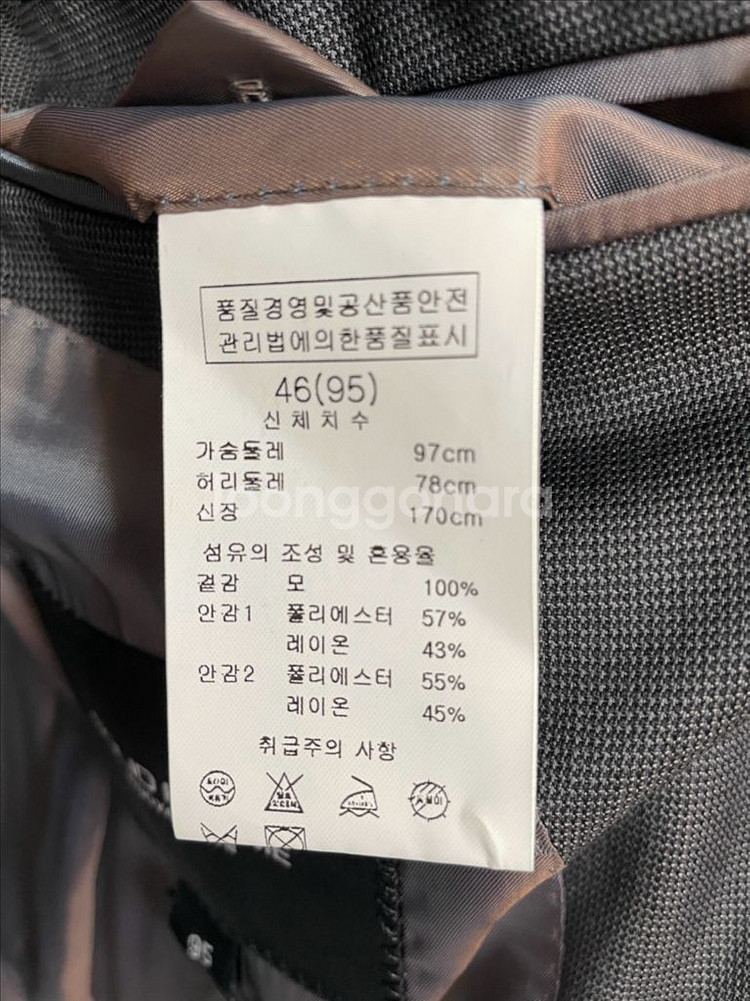 품질경영및공산품안전
관리법에의한품질표시
46(95)
신체치수
가슴둘레 97cm
허리둘레 78cm
신장 170cm
섬유의 조성 및 혼용율
겉감 모 100%
안감1 폴리에스터 57%
레이온 43%
안감2 폴리에스터 55%
레이온 45%
취급주의 사항
드라이
95